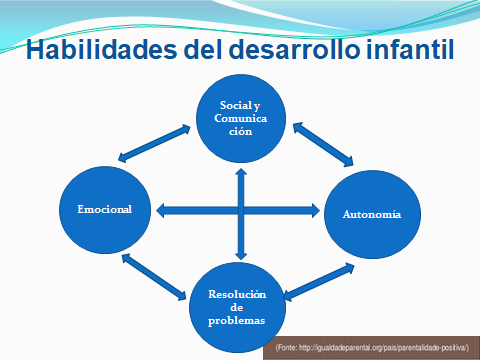 Habilidades del desarrollo infantil
Social y
Comunica
ción
Emocional
Autonomía
Resolución
de
problemas
(Fonte: http://igualdadeparental.org/pais/parentalidade-positiva/)